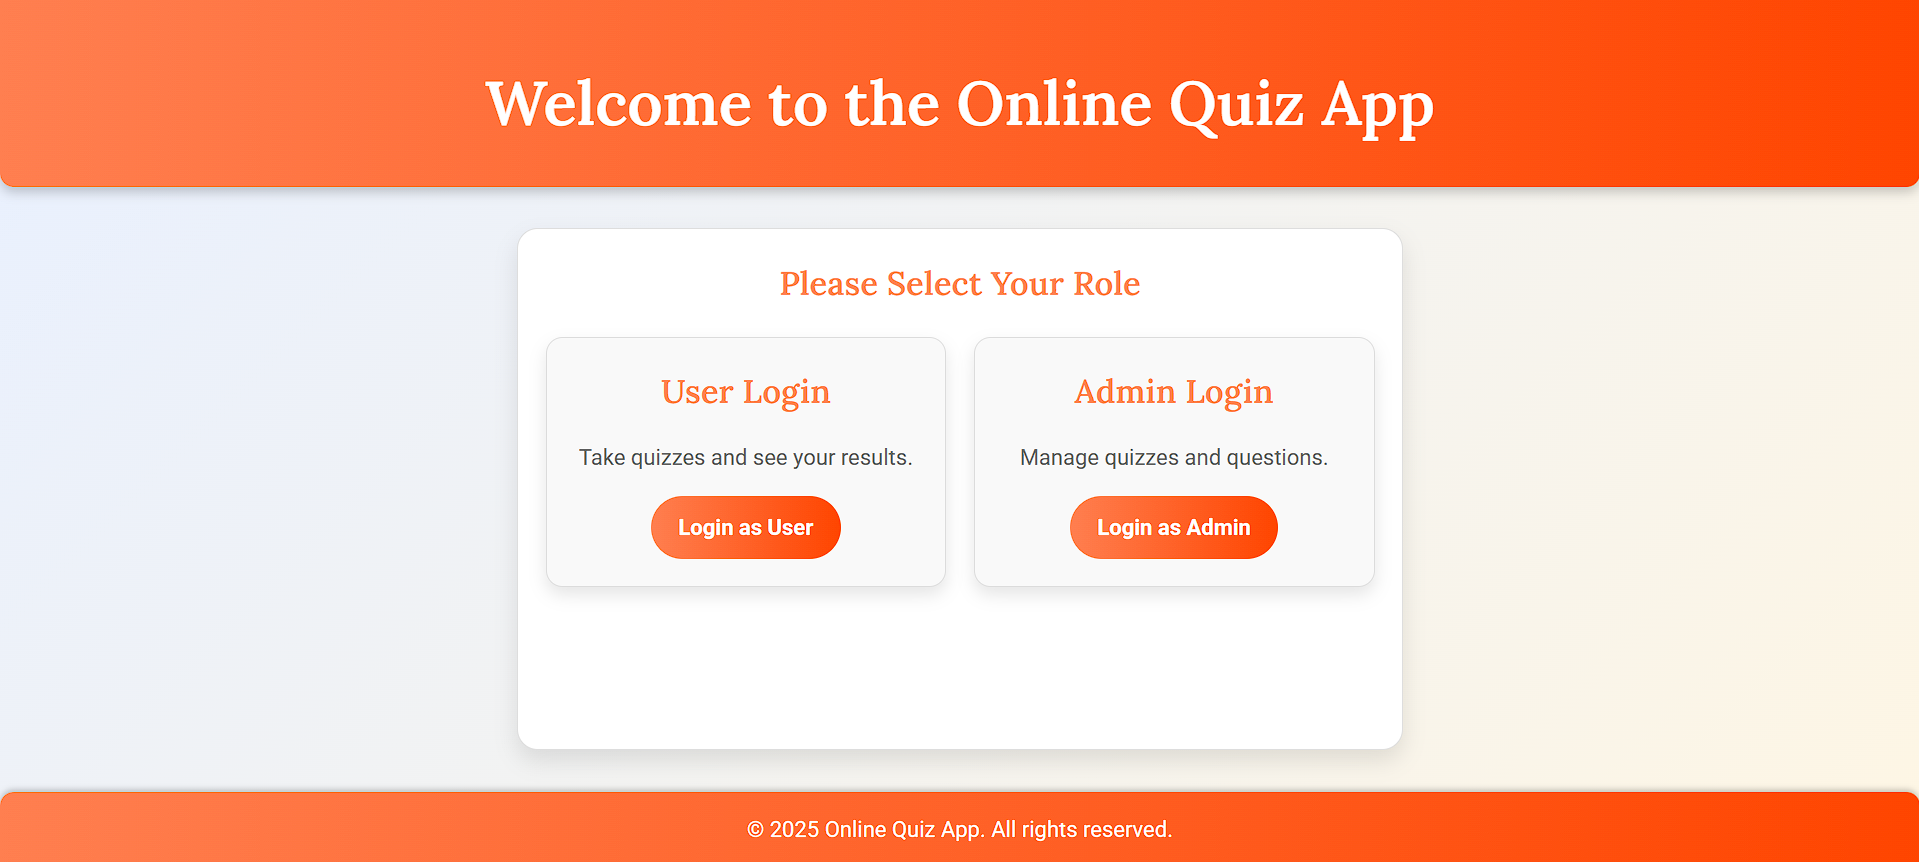 Welcome to the Online Quiz App
Please Select Your Role
User Login
Take quizzes and see your results.
Login as User
Admin Login
Manage quizzes and questions.
Login as Admin
© 2025 Online Quiz App. All rights reserved.